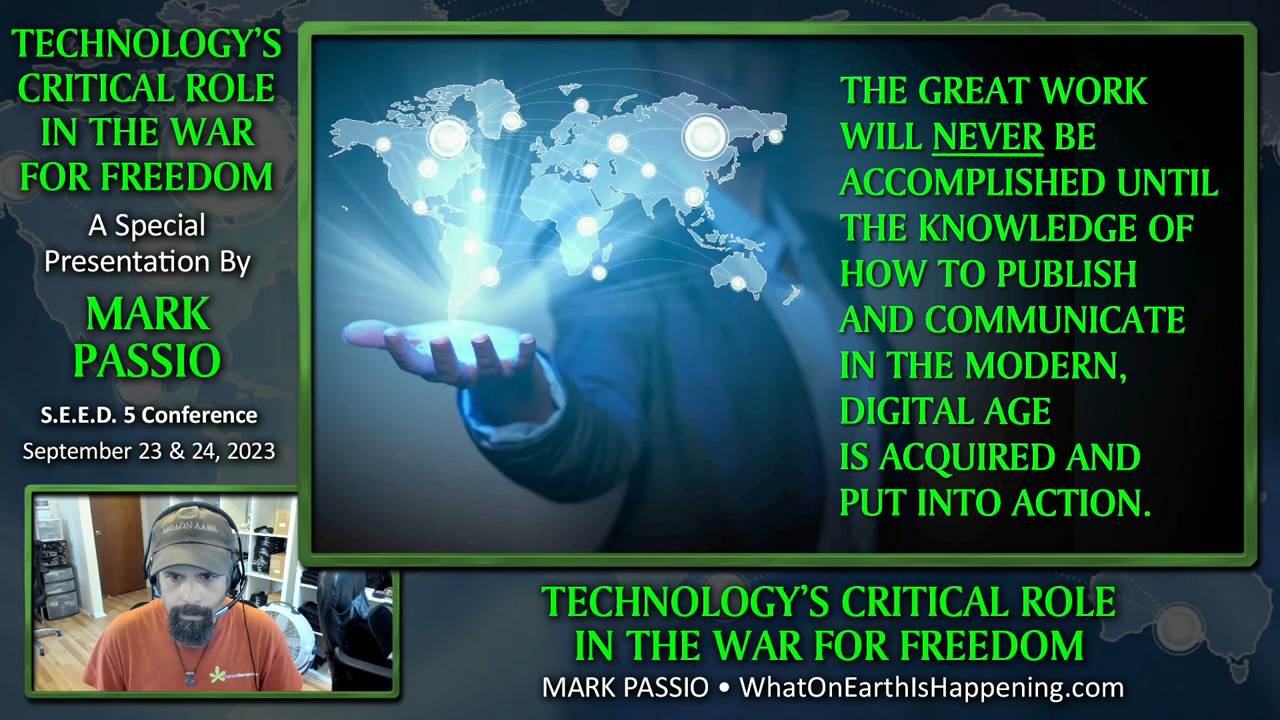 TECHNOLOGY'S
CRITICAL ROLE
IN THE WAR
FOR FREEDOM
A Special
Presentation By
MARK
PASSIO
S.E.E.D. 5 Conference
September 23 & 24, 2023
THE GREAT WORK
WILL NEVER BE
ACCOMPLISHED UNTIL
THE KNOWLEDGE OF
HOW TO PUBLISH
AND COMMUNICATE
IN THE MODERN,
DIGITAL AGE
IS ACQUIRED AND
PUT INTO ACTION.
ΜΟΛΩΝ ΛΑΒΕ
TECHNOLOGY'S CRITICAL ROLE
IN THE WAR FOR FREEDOM
MARK PASSIO • WhatOnEarthIsHappening.com